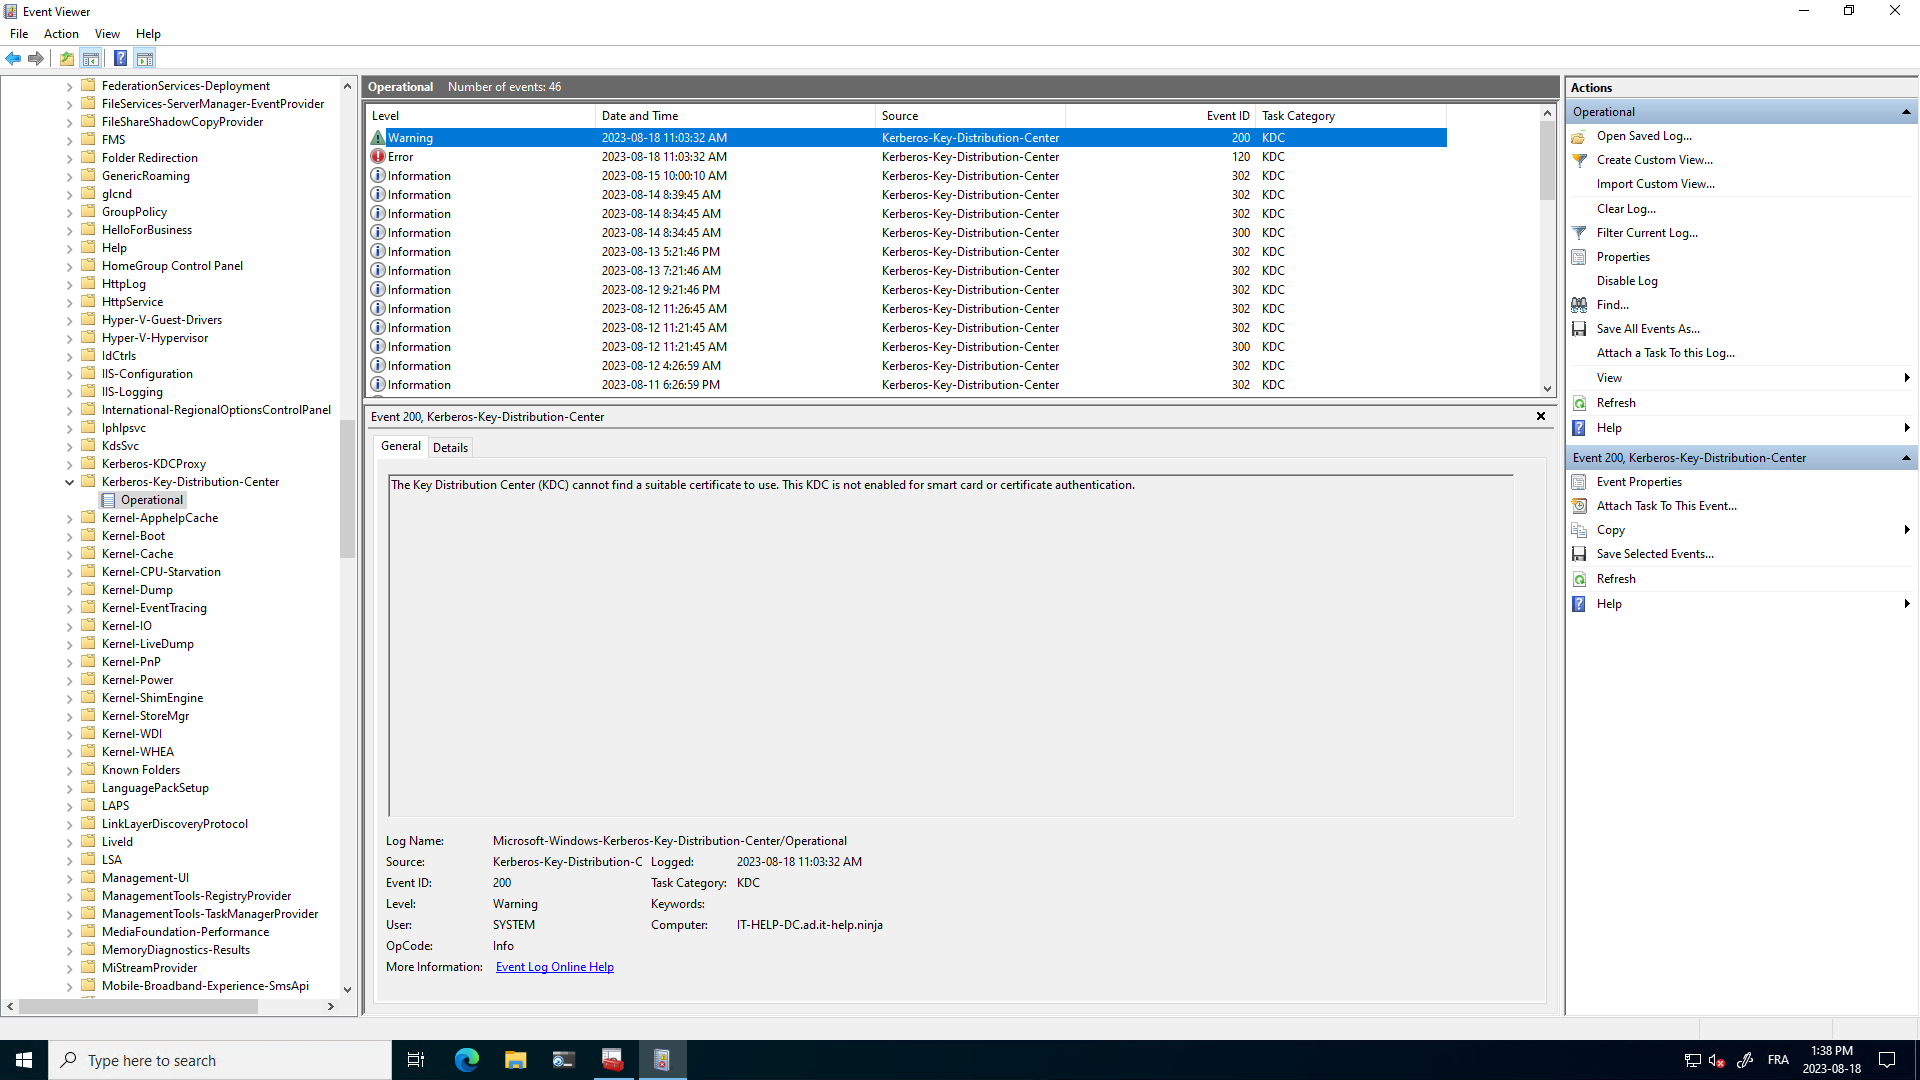 Event Viewer
File Action View Help
FederationServices-Deployment
FileServices-ServerManager-EventProvider
FileShareShadowCopyProvider
FMS
Folder Redirection
GenericRoaming
glcnd
GroupPolicy
HelloForBusiness
Help
HomeGroup Control Panel
HttpLog
HttpService
Hyper-V-Guest-Drivers
Hyper-V-Hypervisor
IdCtrls
IIS-Configuration
IIS-Logging
International-RegionalOptionsControlPanel
Iphlpsvc
KdsSvc
Kerberos-KDCProxy
Kerberos-Key-Distribution-Center
Operational
Kernel-ApphelpCache
Kernel-Boot
Kernel-Cache
Kernel-CPU-Starvation
Kernel-Dump
Kernel-EventTracing
Kernel-IO
Kernel-LiveDump
Kernel-PnP
Kernel-Power
Kernel-ShimEngine
Kernel-StoreMgr
Kernel-WDI
Kernel-WHEA
Known Folders
LanguagePackSetup
LAPS
LinkLayerDiscoveryProtocol
LiveId
LSA
Management-UI
ManagementTools-RegistryProvider
ManagementTools-TaskManagerProvider
MediaFoundation-Performance
MemoryDiagnostics-Results
MiStreamProvider
Mobile-Broadband-Experience-SmsApi
Operational Number of events: 46
Level Date and Time Source Event ID Task Category
Warning 2023-08-18 11:03:32 AM Kerberos-Key-Distribution-Center 200 KDC
Error 2023-08-18 11:03:32 AM Kerberos-Key-Distribution-Center 120 KDC
Information 2023-08-15 10:00:10 AM Kerberos-Key-Distribution-Center 302 KDC
Information 2023-08-14 8:39:45 AM Kerberos-Key-Distribution-Center 302 KDC
Information 2023-08-14 8:34:45 AM Kerberos-Key-Distribution-Center 302 KDC
Information 2023-08-14 8:34:45 AM Kerberos-Key-Distribution-Center 300 KDC
Information 2023-08-13 5:21:46 PM Kerberos-Key-Distribution-Center 302 KDC
Information 2023-08-13 7:21:46 AM Kerberos-Key-Distribution-Center 302 KDC
Information 2023-08-12 9:21:46 PM Kerberos-Key-Distribution-Center 302 KDC
Information 2023-08-12 11:26:45 AM Kerberos-Key-Distribution-Center 302 KDC
Information 2023-08-12 11:21:45 AM Kerberos-Key-Distribution-Center 302 KDC
Information 2023-08-12 11:21:45 AM Kerberos-Key-Distribution-Center 300 KDC
Information 2023-08-12 4:26:59 AM Kerberos-Key-Distribution-Center 302 KDC
Information 2023-08-11 6:26:59 PM Kerberos-Key-Distribution-Center 302 KDC
Event 200, Kerberos-Key-Distribution-Center
General Details
The Key Distribution Center (KDC) cannot find a suitable certificate to use. This KDC is not enabled for smart card or certificate authentication.
Log Name: Microsoft-Windows-Kerberos-Key-Distribution-Center/Operational
Source: Kerberos-Key-Distribution-C Logged: 2023-08-18 11:03:32 AM
Event ID: 200 Task Category: KDC
Level: Warning Keywords:
User: SYSTEM Computer: IT-HELP-DC.ad.it-help.ninja
OpCode: Info
More Information: Event Log Online Help
Actions
Operational
Open Saved Log...
Create Custom View...
Import Custom View...
Clear Log...
Filter Current Log...
Properties
Disable Log
Find...
Save All Events As...
Attach a Task To this Log...
View
Refresh
Help
Event 200, Kerberos-Key-Distribution-Center
Event Properties
Attach Task To This Event...
Copy
Save Selected Events...
Refresh
Help
Type here to search
FRA
1:38 PM
2023-08-18